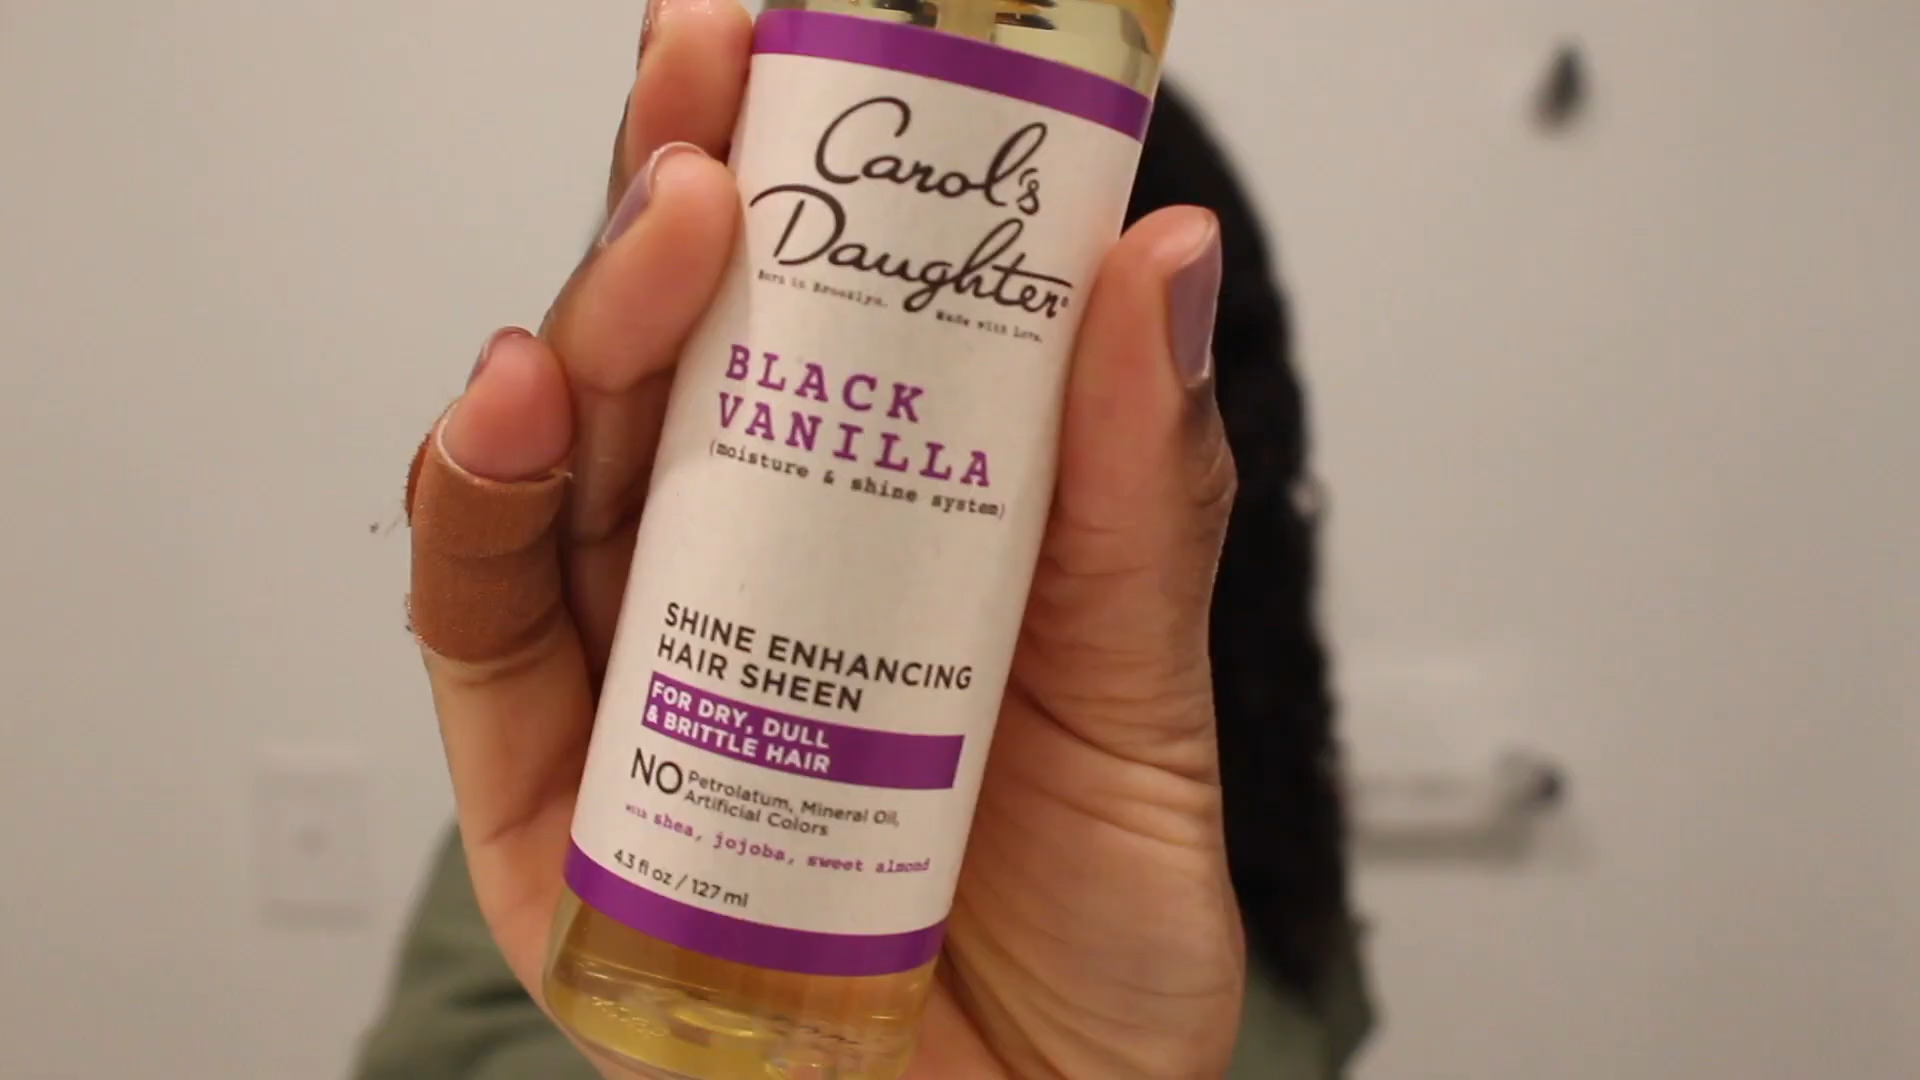 Carol's
Daughter®
Born in Brooklyn. Made with Love.
BLACK
VANILLA
(moisture & shine system)
SHINE ENHANCING
HAIR SHEEN
FOR DRY, DULL
& BRITTLE HAIR
NO Petrolatum, Mineral Oil,
Artificial Colors
with shea, jojoba, sweet almond
4.3 fl oz / 127 ml